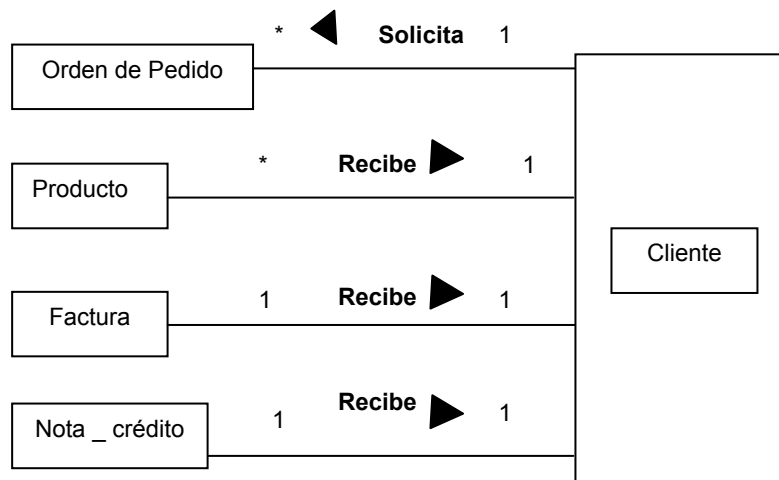 * Solicita 1
Orden de Pedido
* Recibe 1
Producto
Cliente
1 Recibe 1
Factura
1 Recibe 1
Nota _ crédito